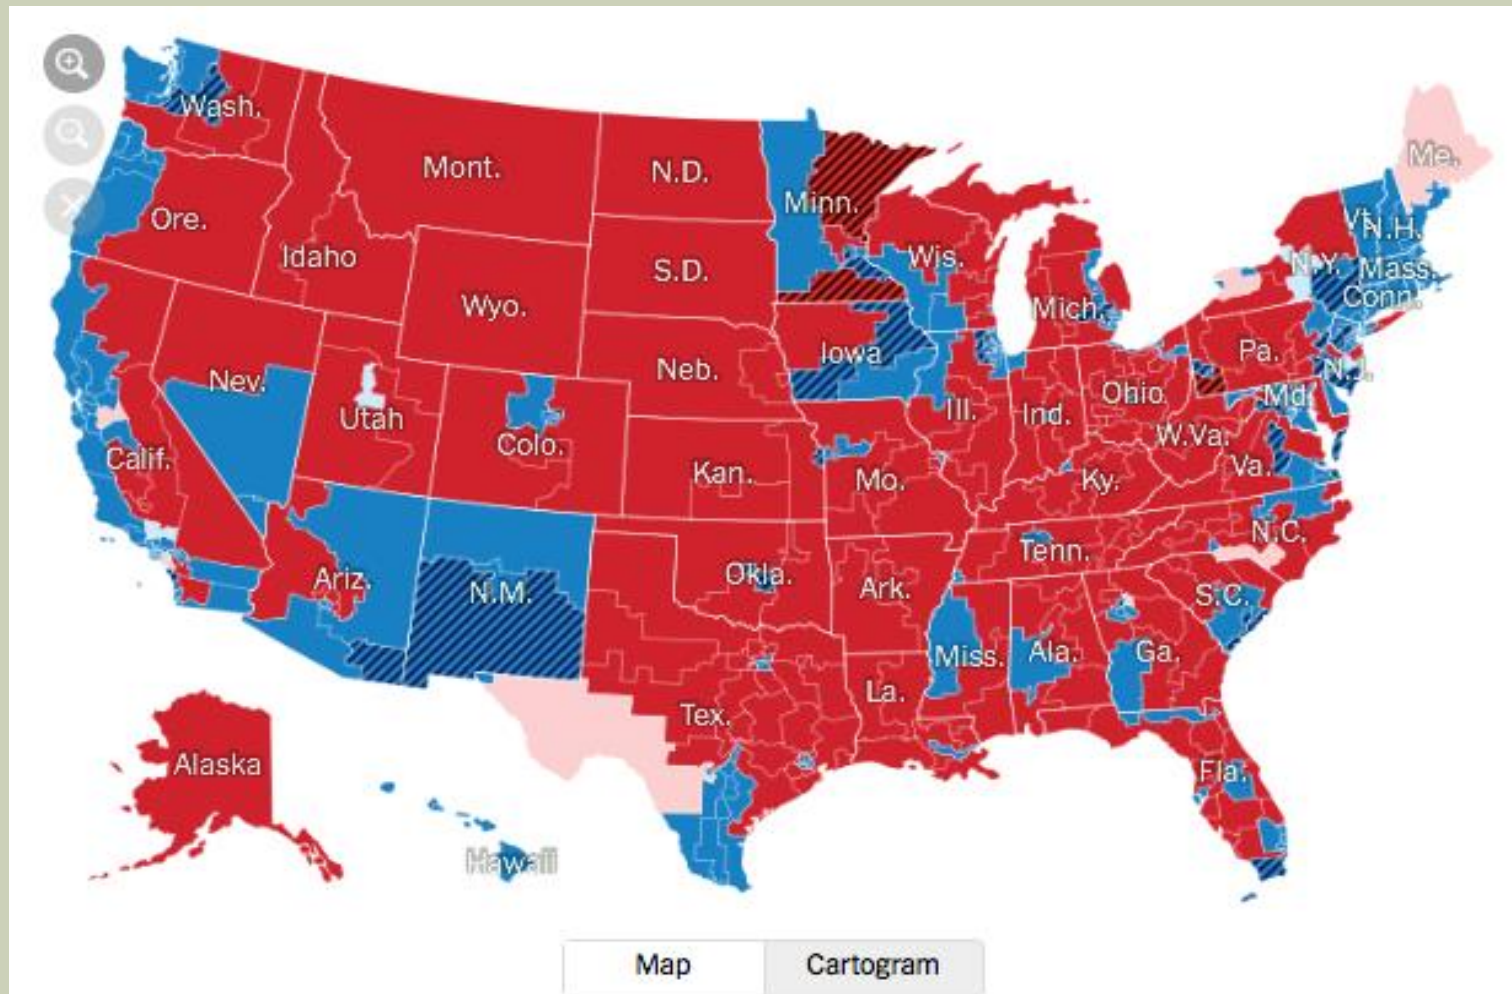 Wash.
Mont.
N.D.
Minn.
Me.
Ore.
Idaho
S.D.
Wis.
Vt.
N.H.
N.Y.
Mass.
Wyo.
Mich.
Conn.
Nev.
Utah
Neb.
Iowa
Pa.
N.J.
Colo.
Ill.
Ind.
Ohio
Md.
Calif.
Kan.
Mo.
Ky.
W.Va.
Va.
Ariz.
N.M.
Okla.
Ark.
Tenn.
N.C.
S.C.
Miss.
Ala.
Ga.
Tex.
La.
Alaska
Fla.
Hawaii
Map
Cartogram